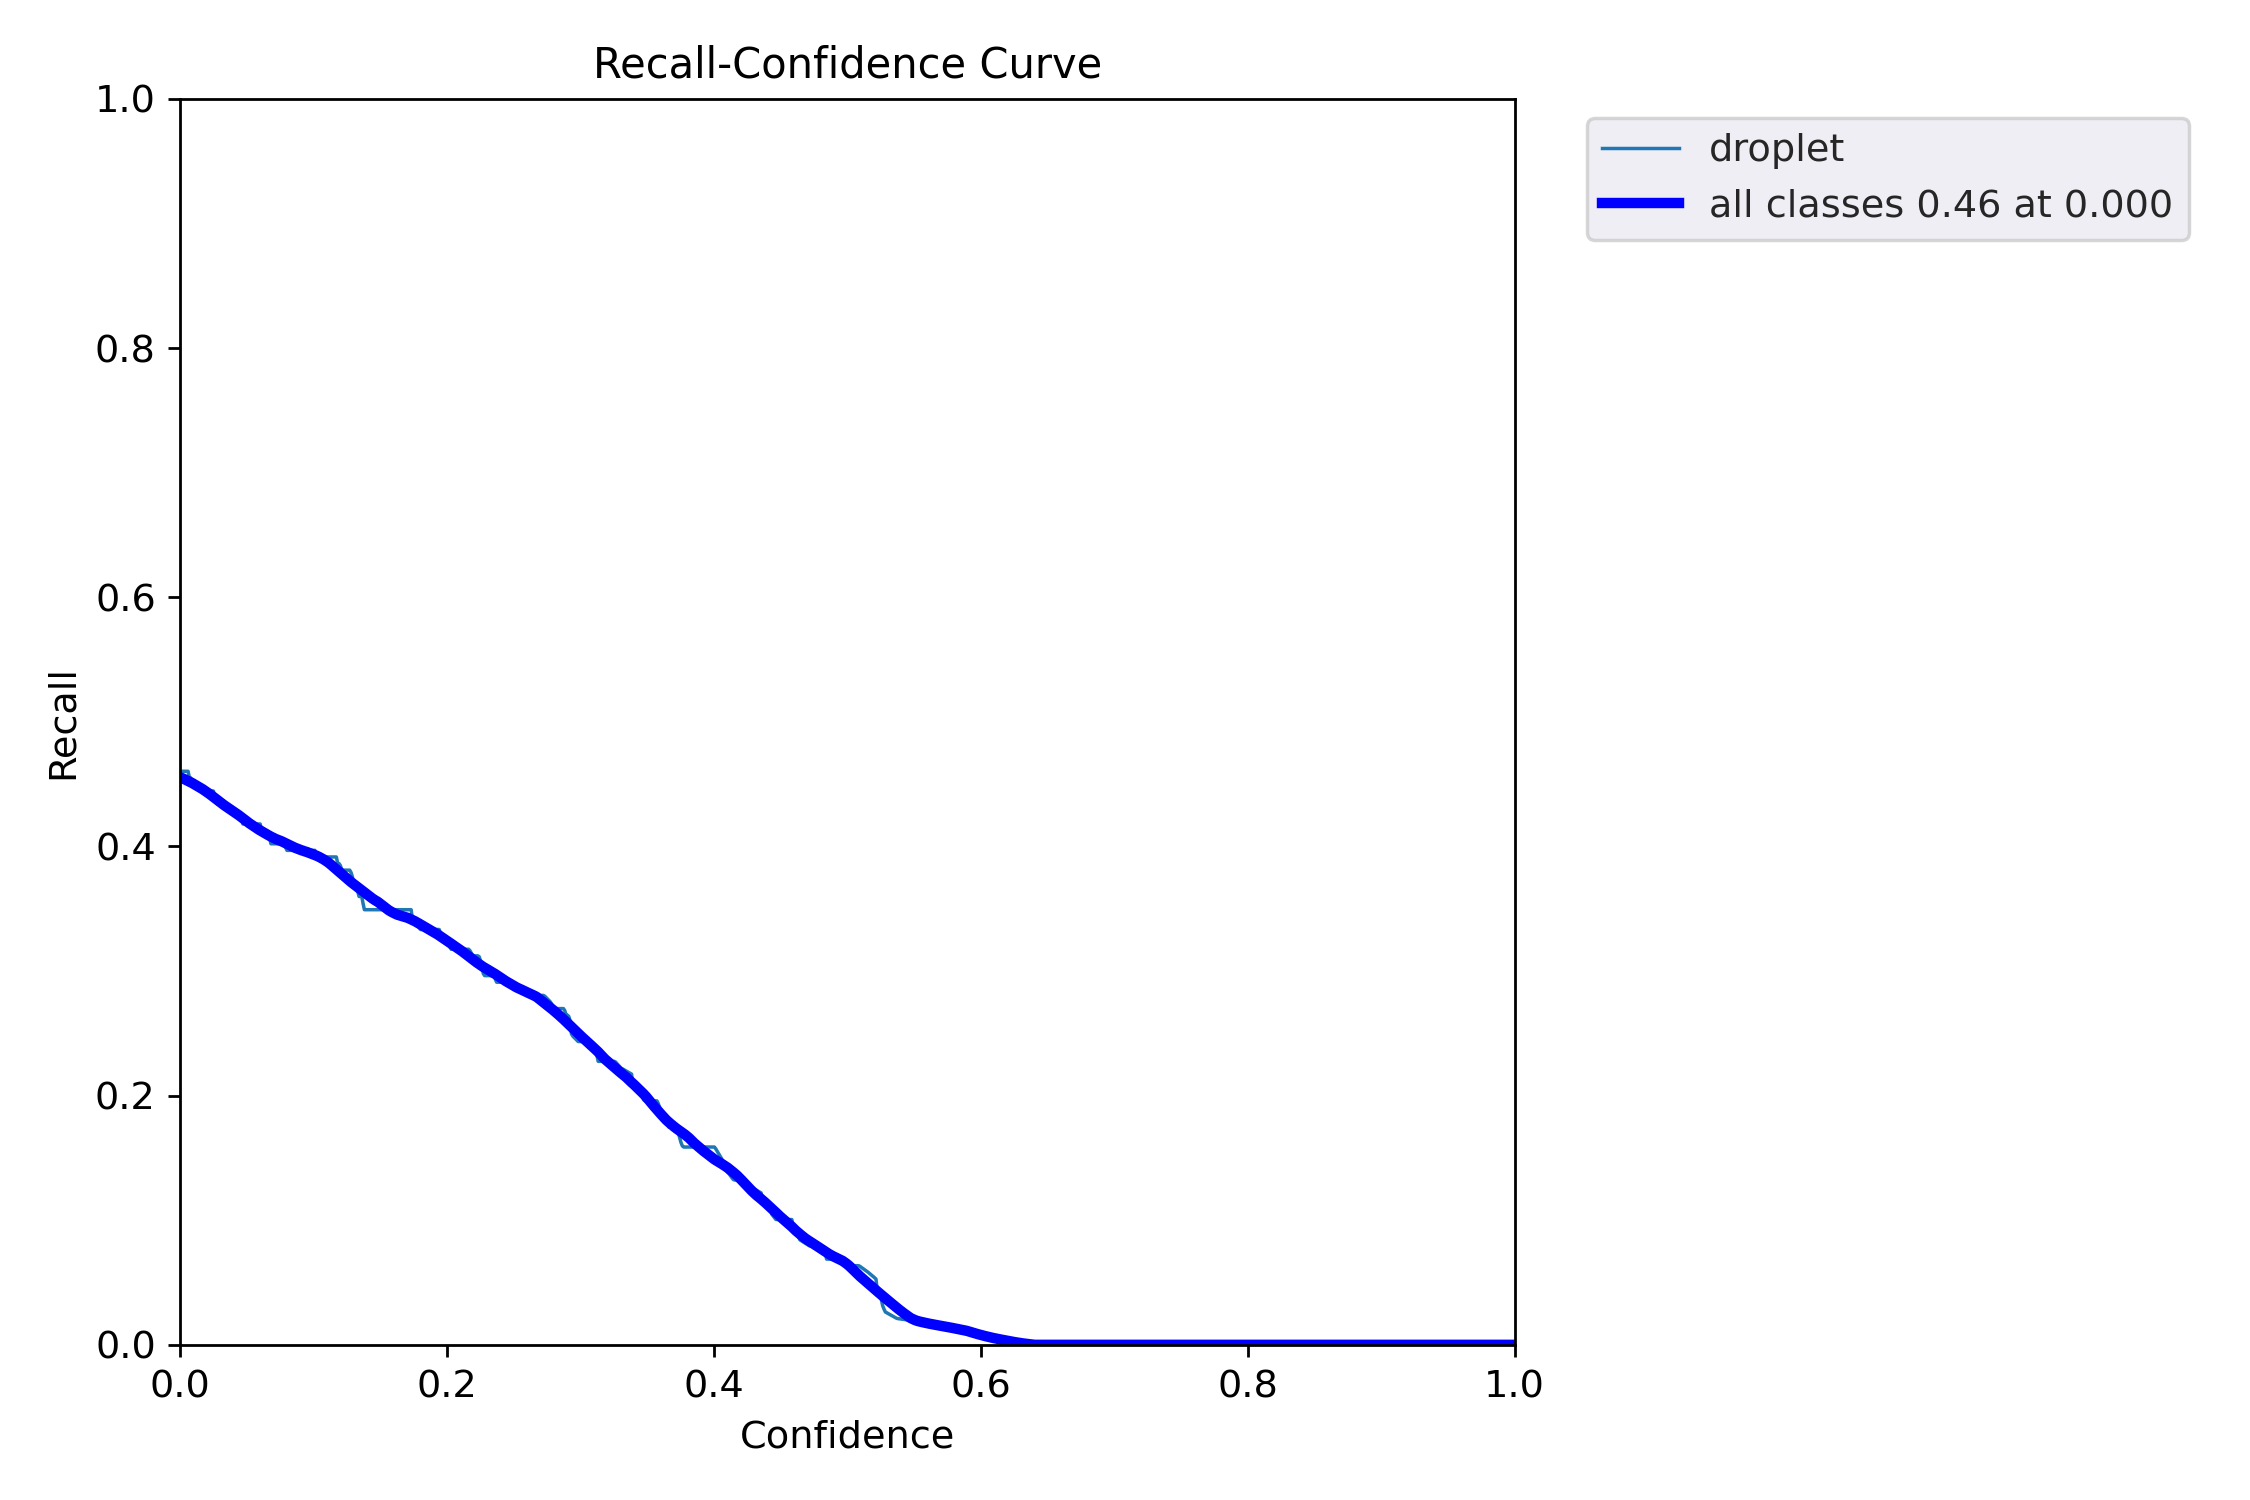 Recall-Confidence Curve
1.0
0.8
0.6
0.4
0.2
0.0
Recall
0.0 0.2 0.4 0.6 0.8 1.0
Confidence
droplet
all classes 0.46 at 0.000